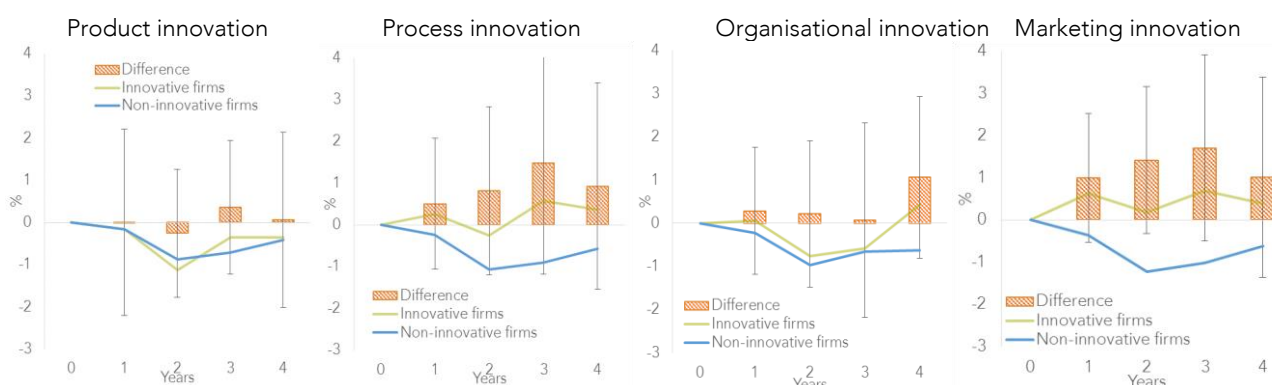 Product innovation
4
3
2
1
0
-1
-2
-3
%
Difference
Innovative firms
Non-innovative firms
0 1 2 3 4
Years
Process innovation
4
3
2
1
0
-1
-2
-3
%
Difference
Innovative firms
Non-innovative firms
0 1 2 3 4
Years
Organisational innovation
4
3
2
1
0
-1
-2
-3
%
Difference
Innovative firms
Non-innovative firms
0 1 2 3 4
Years
Marketing innovation
4
3
2
1
0
-1
-2
-3
%
Difference
Innovative firms
Non-innovative firms
0 1 2 3 4
Years